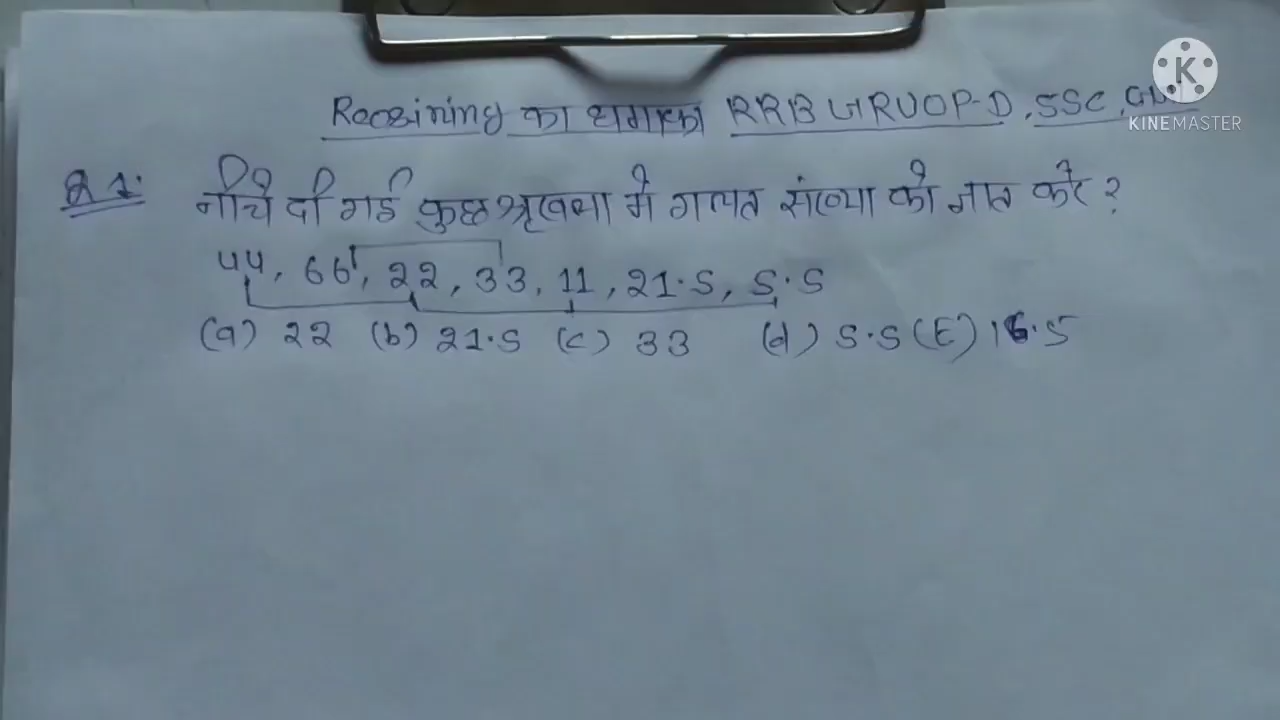 Reasining का धमाका RRB GRUOP-D, SSC, GD
KINEMASTER
Q 1. नीचे दी गई कुछ श्रृखला मे गलत संख्या को ज्ञात करे ?
44, 66, 22, 33, 11, 21.5, 5.5
(a) 22 (b) 21.5 (c) 33 (d) 5.5 (E) 16.5